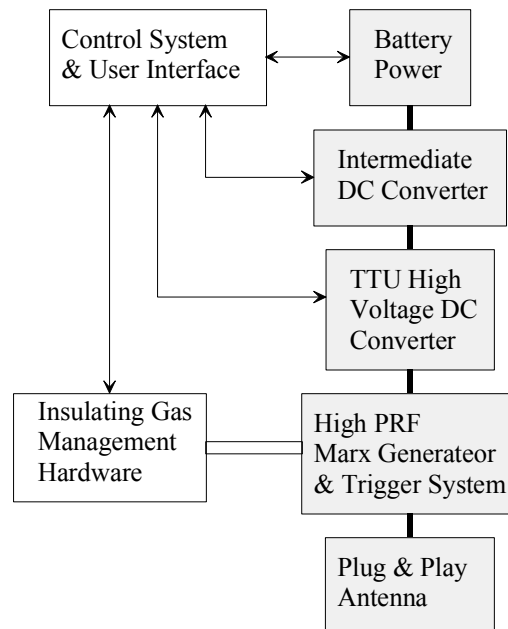 Control System
& User Interface
Battery
Power
Intermediate
DC Converter
TTU High
Voltage DC
Converter
Insulating Gas
Management
Hardware
High PRF
Marx Generateor
& Trigger System
Plug & Play
Antenna